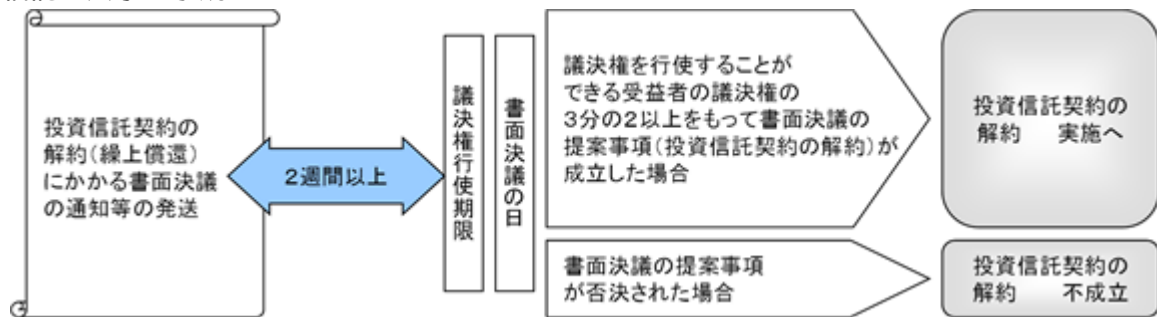 投資信託契約の
解約(繰上償還)
にかかる書面決議
の通知等の発送
2週間以上
議決権行使期限
書面決議の日
議決権を行使することが
できる受益者の議決権の
3分の2以上をもって書面決議の
提案事項(投資信託契約の解約)が
成立した場合
投資信託契約の
解約　実施へ
書面決議の提案事項
が否決された場合
投資信託契約の
解約　不成立